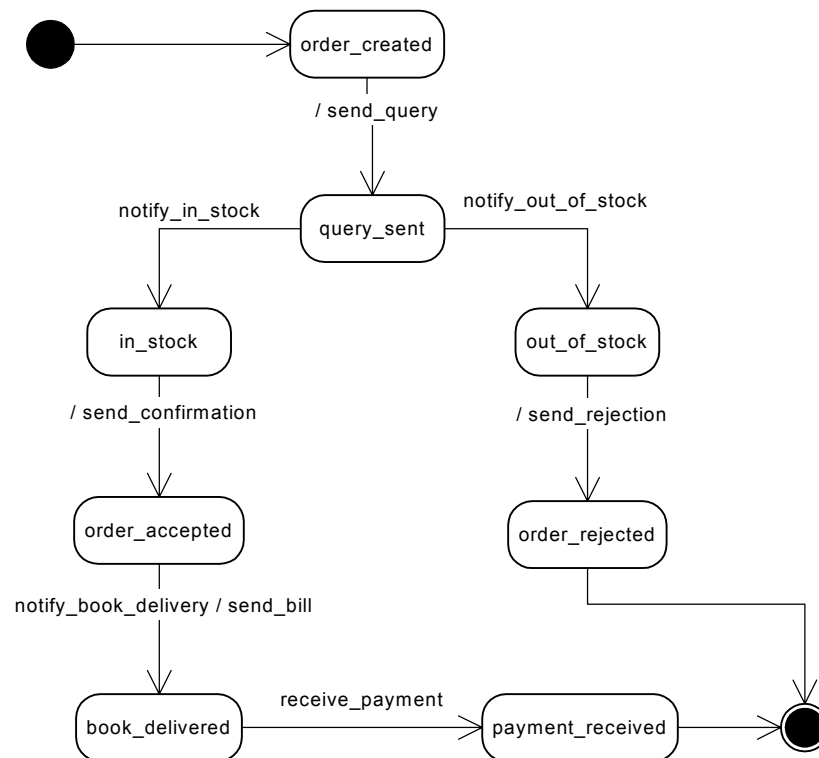 order_created
/ send_query
notify_in_stock
notify_out_of_stock
query_sent
in_stock
out_of_stock
/ send_confirmation
/ send_rejection
order_accepted
order_rejected
notify_book_delivery / send_bill
receive_payment
book_delivered
payment_received